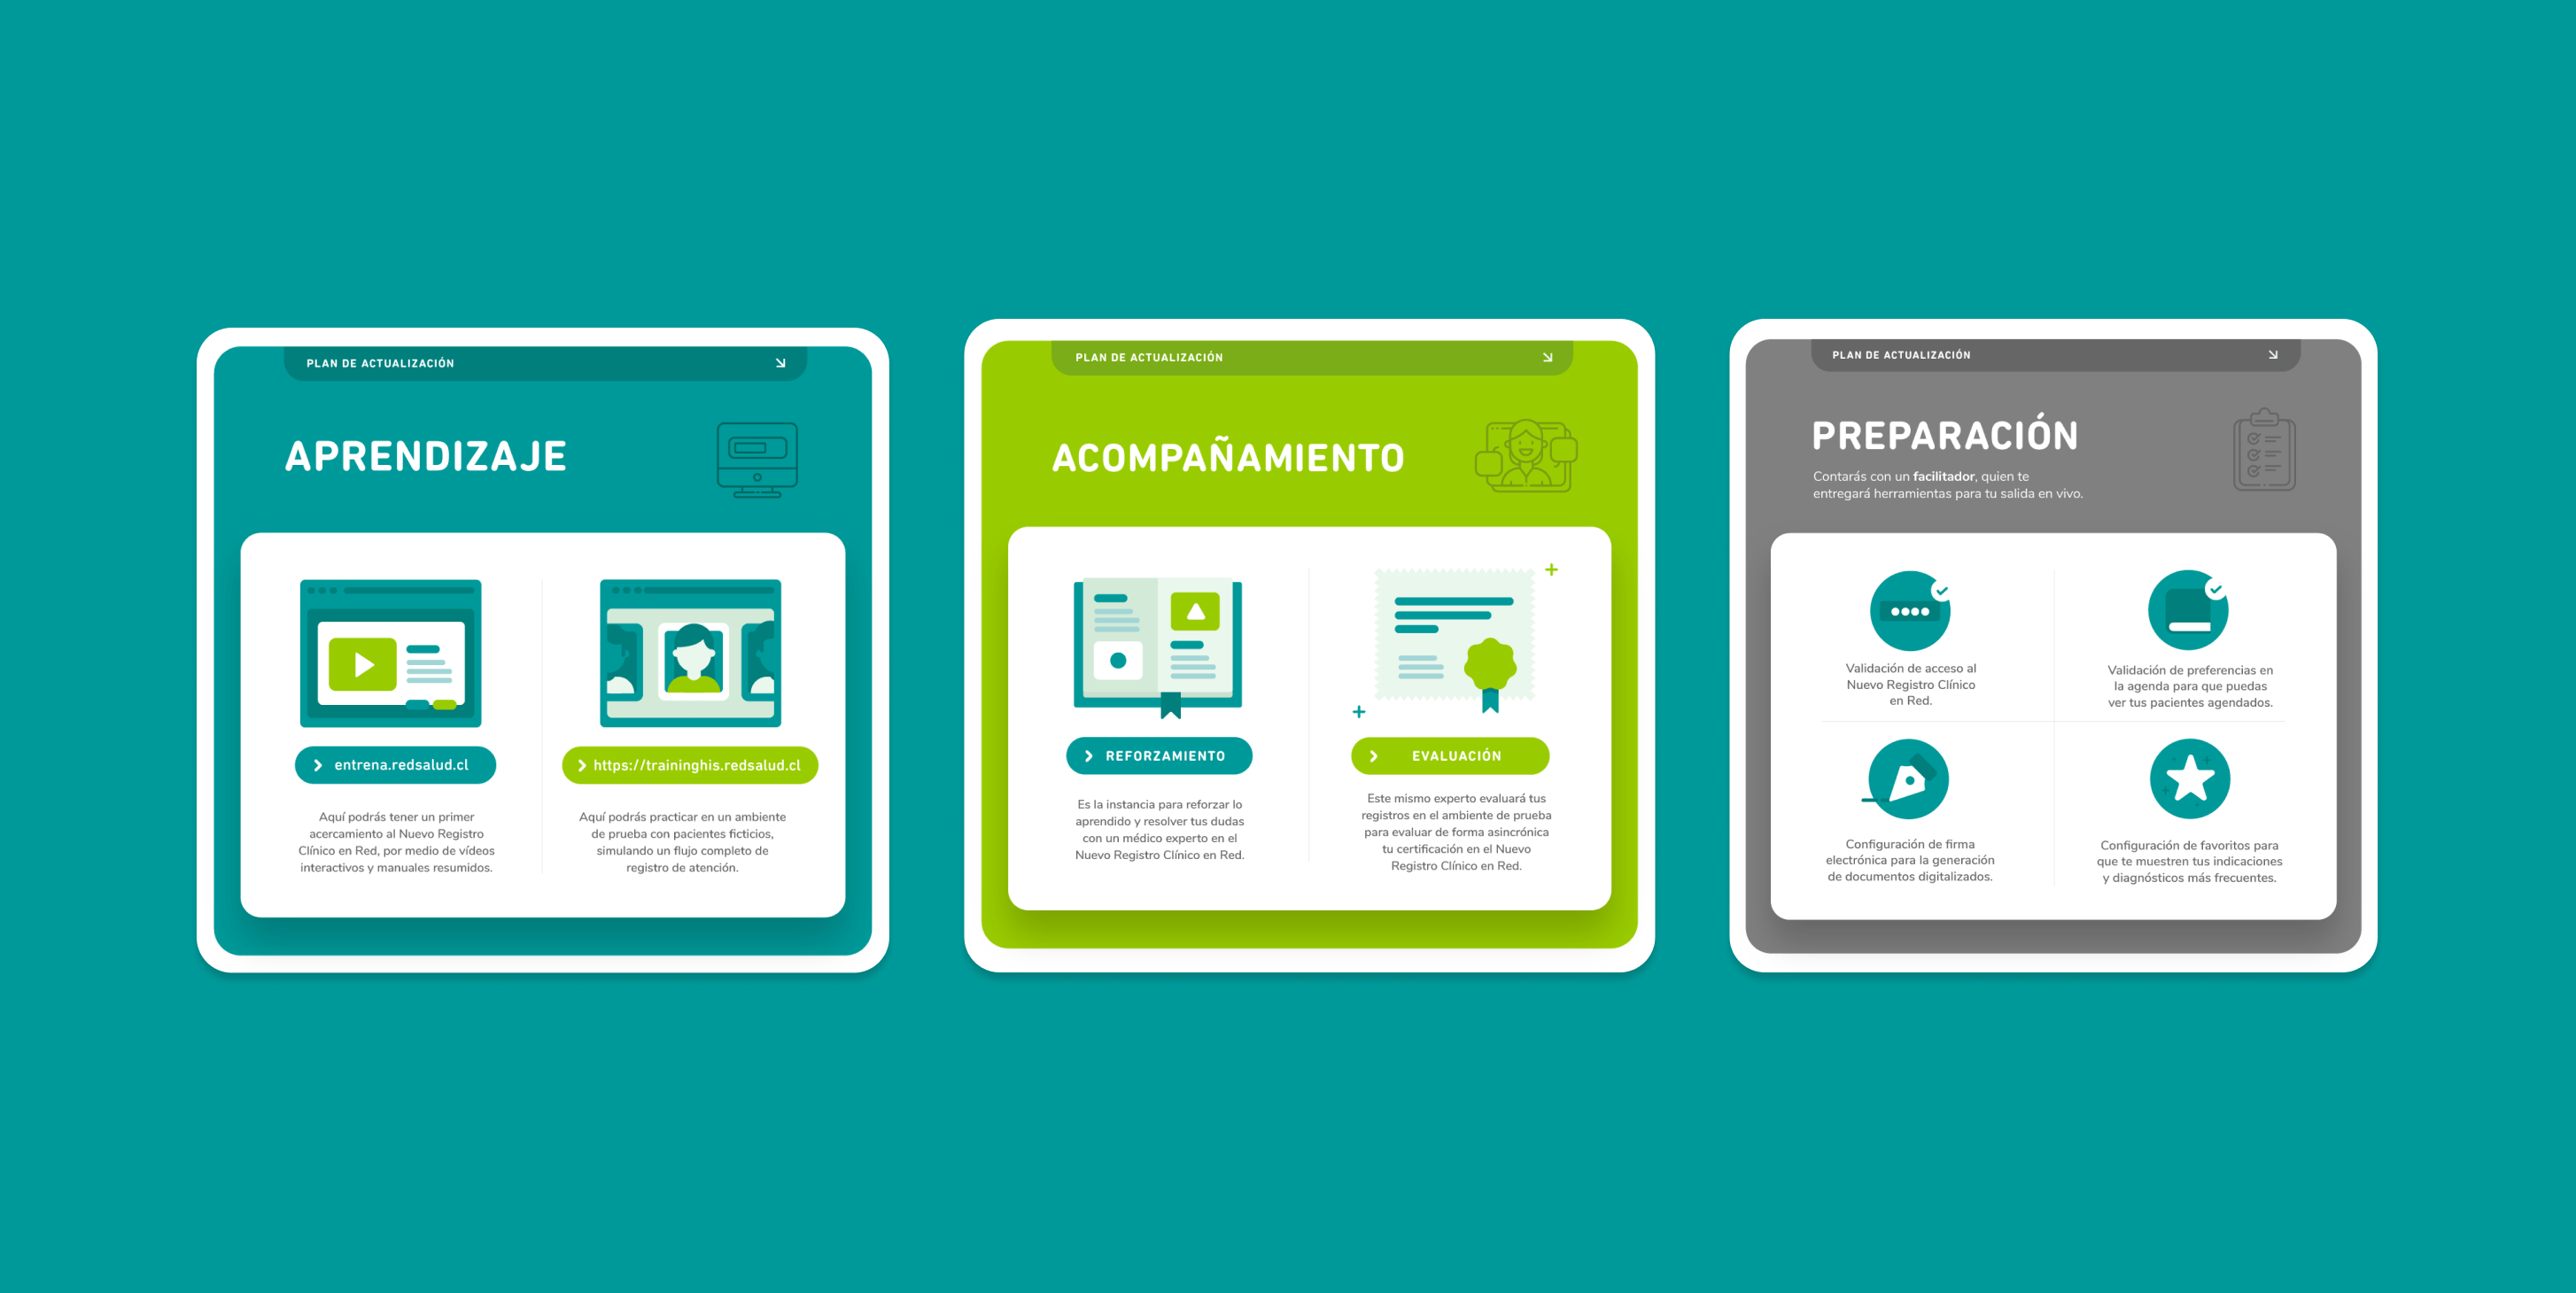 PLAN DE ACTUALIZACIÓN
APRENDIZAJE
entrena.redsalud.cl
Aquí podrás tener un primer
acercamiento al Nuevo Registro
Clínico en Red, por medio de vídeos
interactivos y manuales resumidos.
https://traininghis.redsalud.cl
Aquí podrás practicar en un ambiente
de prueba con pacientes ficticios,
simulando un flujo completo de
registro de atención.
PLAN DE ACTUALIZACIÓN
ACOMPAÑAMIENTO
REFORZAMIENTO
Es la instancia para reforzar lo
aprendido y resolver tus dudas
con un médico experto en el
Nuevo Registro Clínico en Red.
EVALUACIÓN
Este mismo experto evaluará tus
registros en el ambiente de prueba
para evaluar de forma asincrónica
tu certificación en el Nuevo
Registro Clínico en Red.
PLAN DE ACTUALIZACIÓN
PREPARACIÓN
Contarás con un facilitador, quien te
entregará herramientas para tu salida en vivo.
Validación de acceso al
Nuevo Registro Clínico
en Red.
Validación de preferencias en
la agenda para que puedas
ver tus pacientes agendados.
Configuración de firma
electrónica para la generación
de documentos digitalizados.
Configuración de favoritos para
que te muestren tus indicaciones
y diagnósticos más frecuentes.